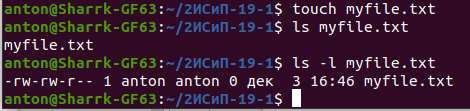 anton@Sharrk-GF63:~/2ИСиП-19-1$ touch myfile.txt
anton@Sharrk-GF63:~/2ИСиП-19-1$ ls myfile.txt
myfile.txt
anton@Sharrk-GF63:~/2ИСиП-19-1$ ls -l myfile.txt
-rw-rw-r-- 1 anton anton 0 дек  3 16:46 myfile.txt
anton@Sharrk-GF63:~/2ИСиП-19-1$